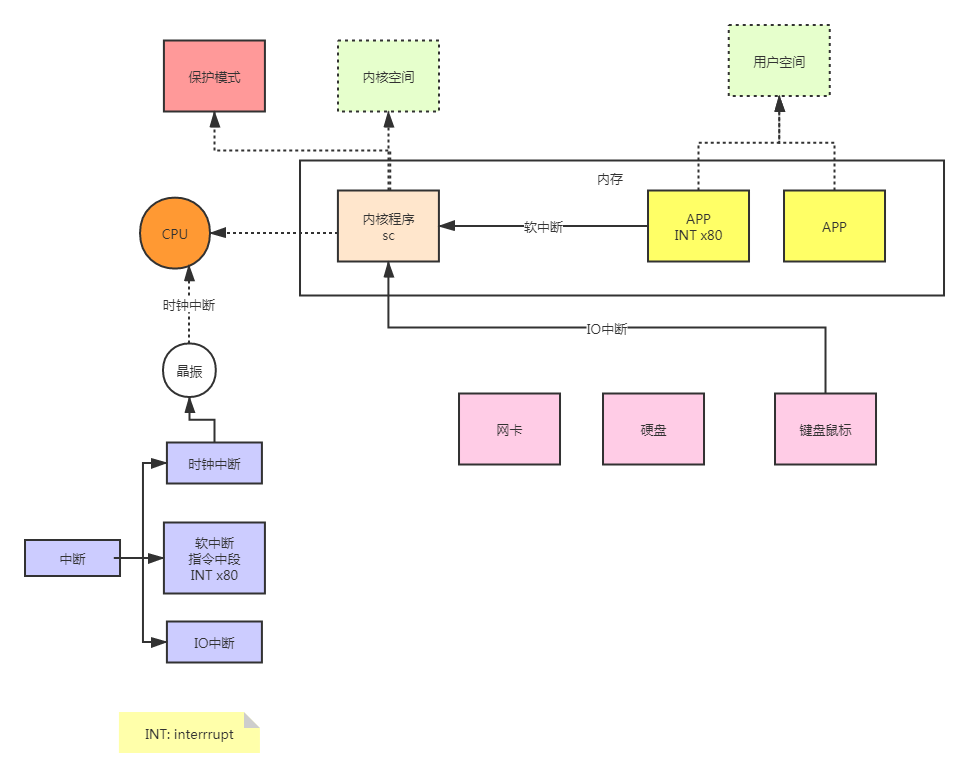 保护模式
内核空间
用户空间
内存
内核程序
sc
软中断
APP
INT x80
APP
CPU
时钟中断
IO中断
晶振
网卡
硬盘
键盘鼠标
时钟中断
中断
软中断
指令中段
INT x80
IO中断
INT: interrrupt